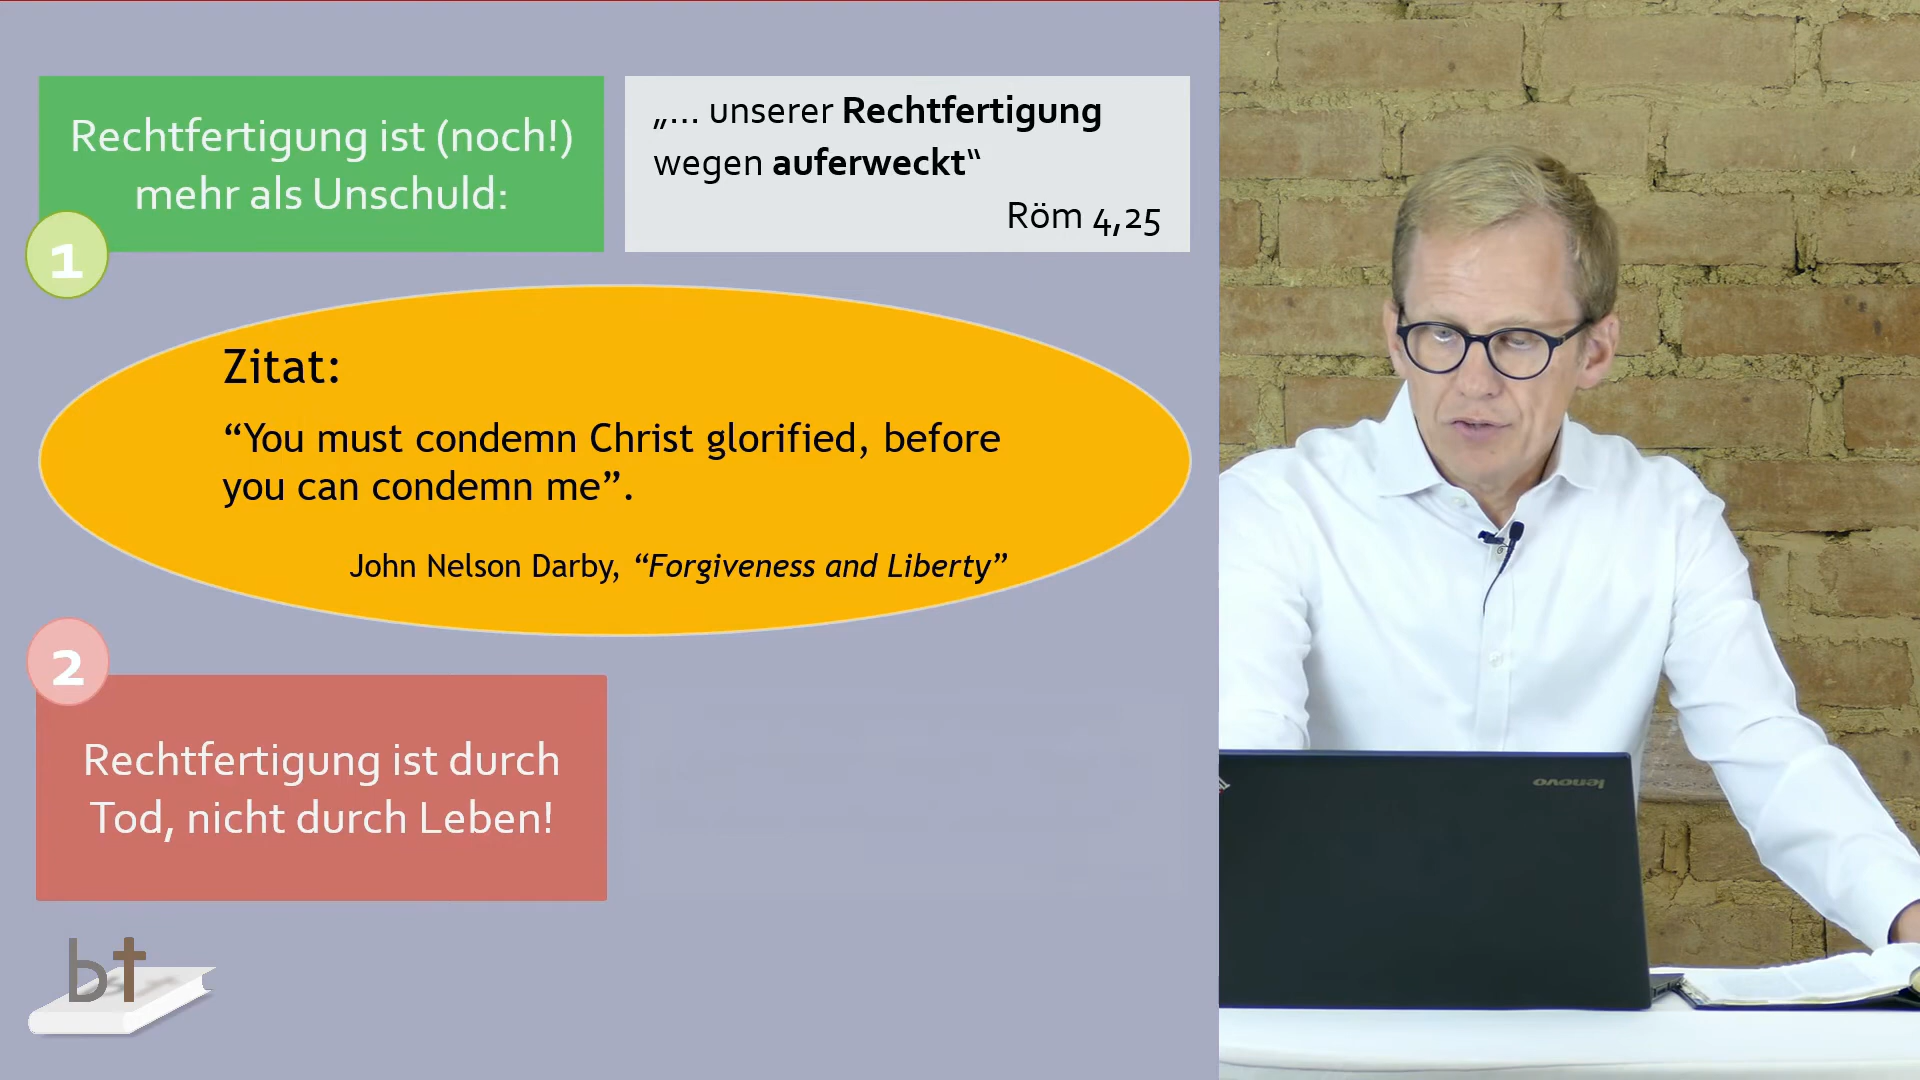 Rechtfertigung ist (noch!)
mehr als Unschuld:
1
„... unserer Rechtfertigung
wegen auferweckt“
Röm 4,25
Zitat:
“You must condemn Christ glorified, before
you can condemn me”.
John Nelson Darby, “Forgiveness and Liberty”
2
Rechtfertigung ist durch
Tod, nicht durch Leben!
bt
lenovo